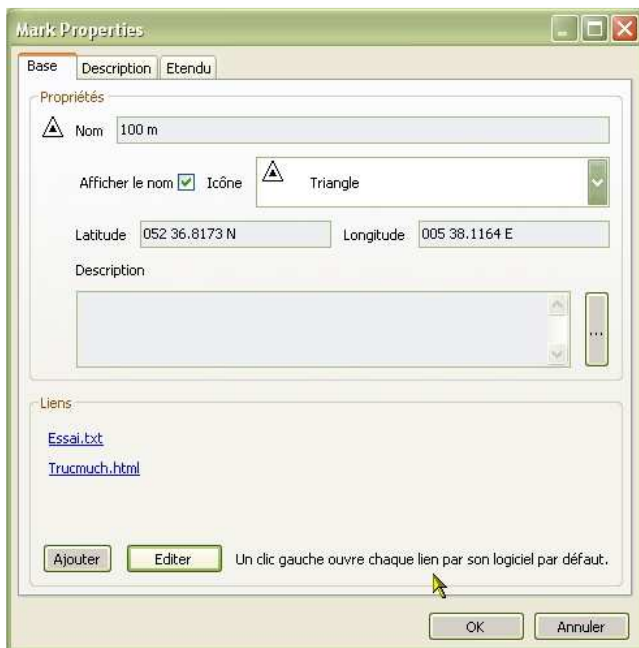 Mark Properties
Base Description Etendu
Propriétés
Nom 100 m
Afficher le nom Icône Triangle
Latitude 052 36.8173 N Longitude 005 38.1164 E
Description
...
Liens
Essai.txt
Trucmuch.html
Ajouter Editer Un clic gauche ouvre chaque lien par son logiciel par défaut.
OK Annuler